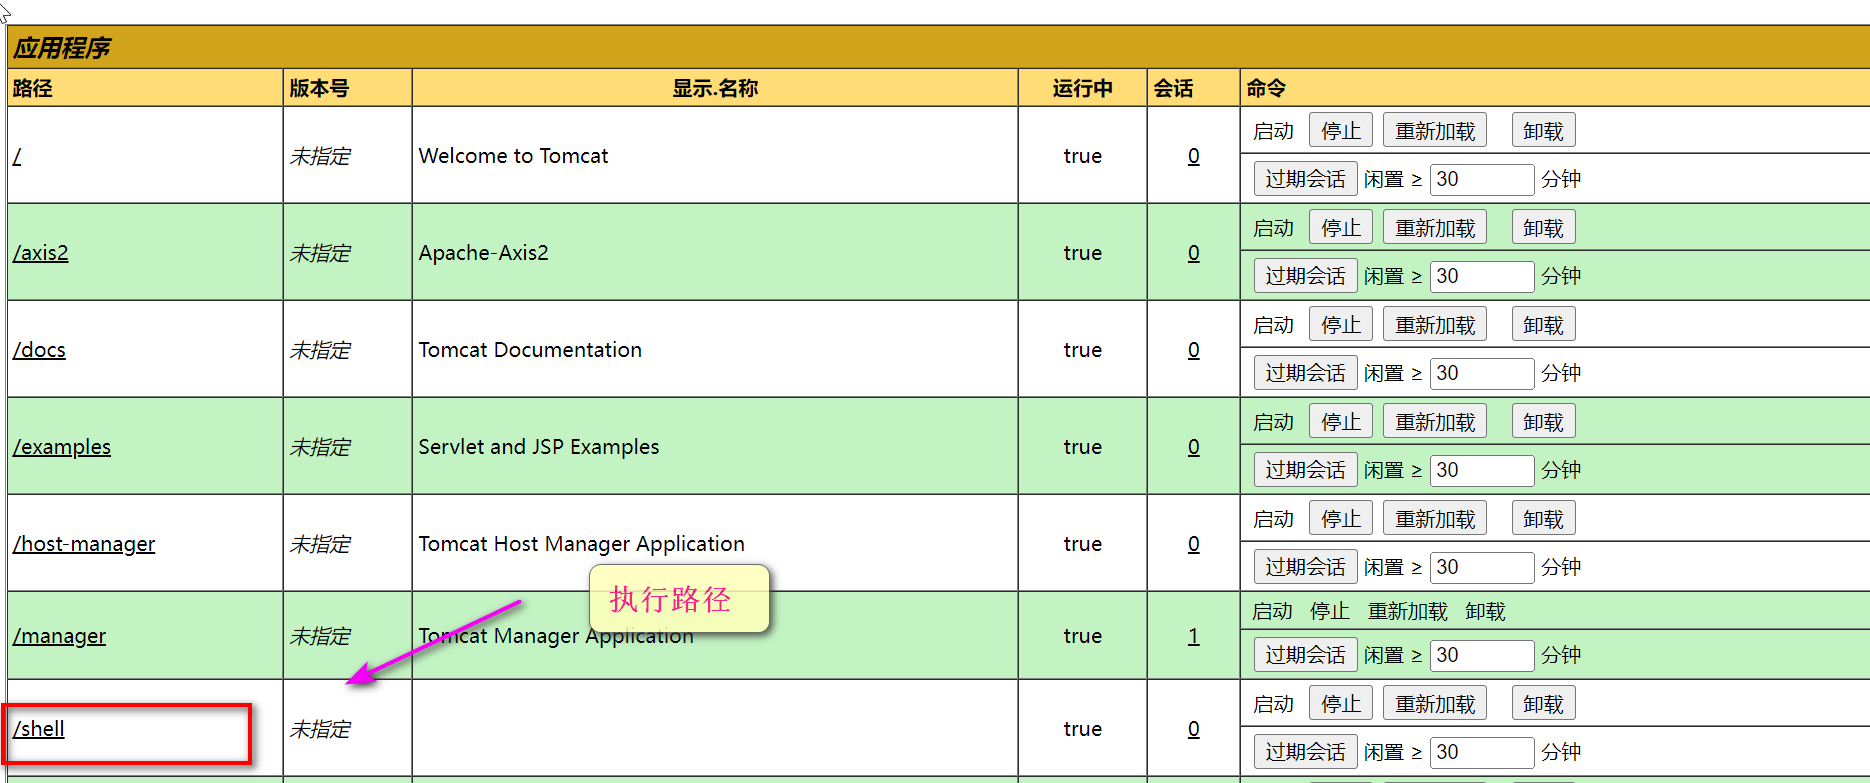 应用程序
路径 版本号 显示.名称 运行中 会话 命令
/ 未指定 Welcome to Tomcat true 0 启动 停止 重新加载 卸载
过期会话 闲置 ≥ 30 分钟
/axis2 未指定 Apache-Axis2 true 0 启动 停止 重新加载 卸载
过期会话 闲置 ≥ 30 分钟
/docs 未指定 Tomcat Documentation true 0 启动 停止 重新加载 卸载
过期会话 闲置 ≥ 30 分钟
/examples 未指定 Servlet and JSP Examples true 0 启动 停止 重新加载 卸载
过期会话 闲置 ≥ 30 分钟
/host-manager 未指定 Tomcat Host Manager Application true 0 启动 停止 重新加载 卸载
过期会话 闲置 ≥ 30 分钟
执行路径
/manager 未指定 Tomcat Manager Application true 1 启动 停止 重新加载 卸载
过期会话 闲置 ≥ 30 分钟
/shell 未指定 true 0 启动 停止 重新加载 卸载
过期会话 闲置 ≥ 30 分钟